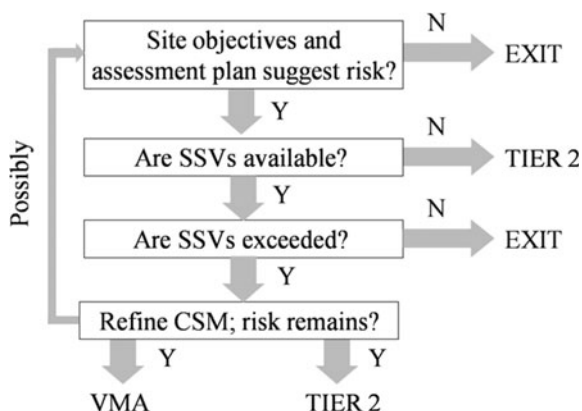 Site objectives and
assessment plan suggest risk?
N
EXIT
Y
Are SSVs available?
N
TIER 2
Y
Are SSVs exceeded?
N
EXIT
Y
Refine CSM; risk remains?
Possibly
Y
Y
VMA
TIER 2